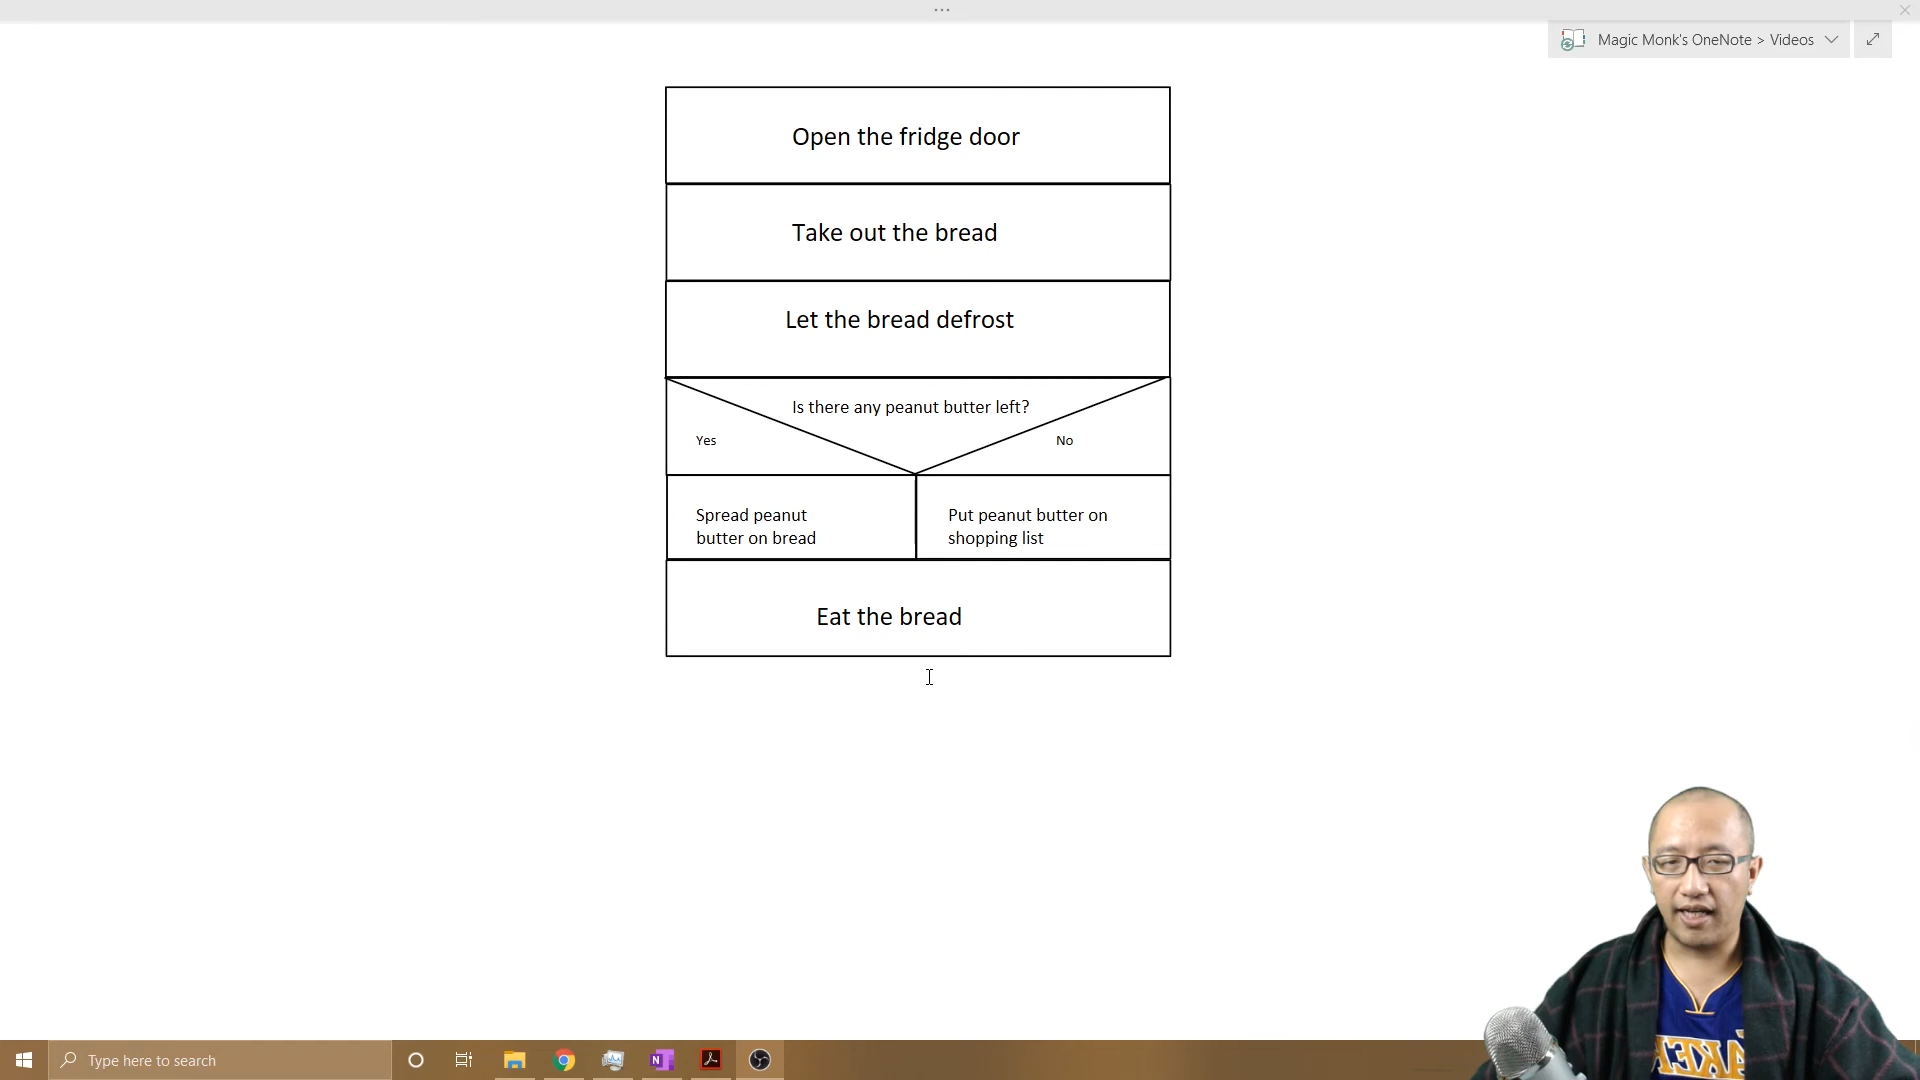 ...
Magic Monk's OneNote > Videos
Open the fridge door
Take out the bread
Let the bread defrost
Is there any peanut butter left?
Yes
No
Spread peanut
butter on bread
Put peanut butter on
shopping list
Eat the bread
Type here to search
N